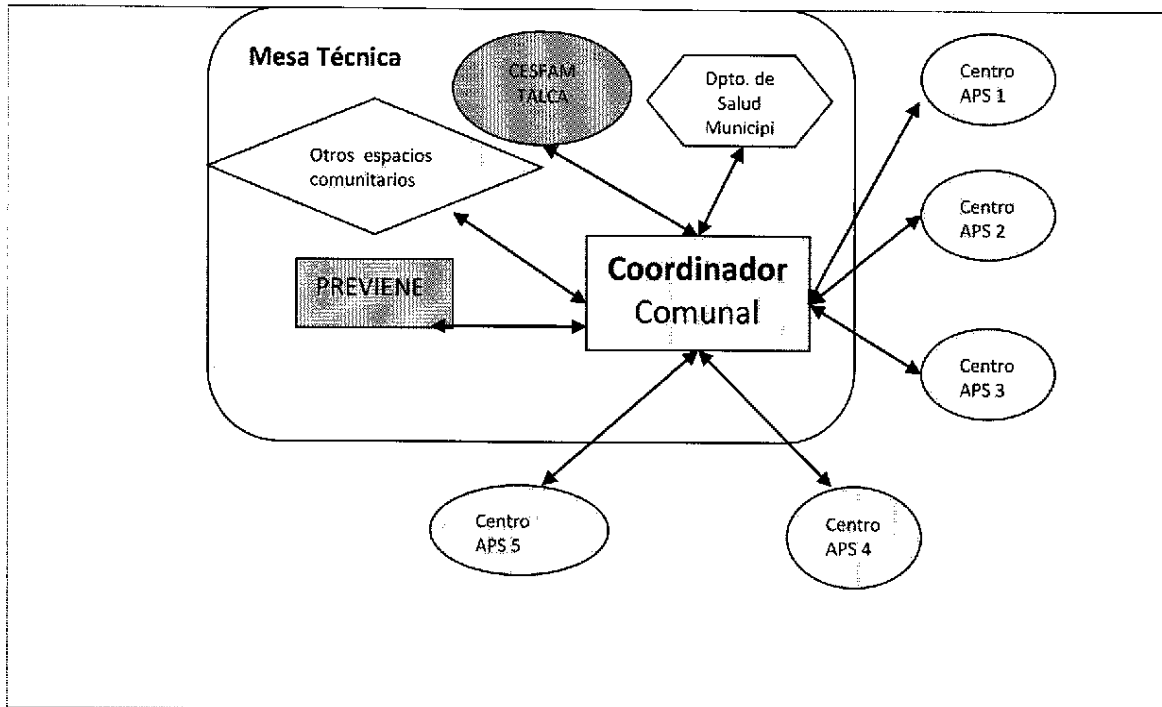 Mesa Técnica
CESFAM
TALCA
Dpto. de
Salud
Municipi
Centro
APS 1
Otros espacios
comunitarios
Centro
APS 2
PREVIENE
Coordinador
Comunal
Centro
APS 3
Centro
APS 5
Centro
APS 4